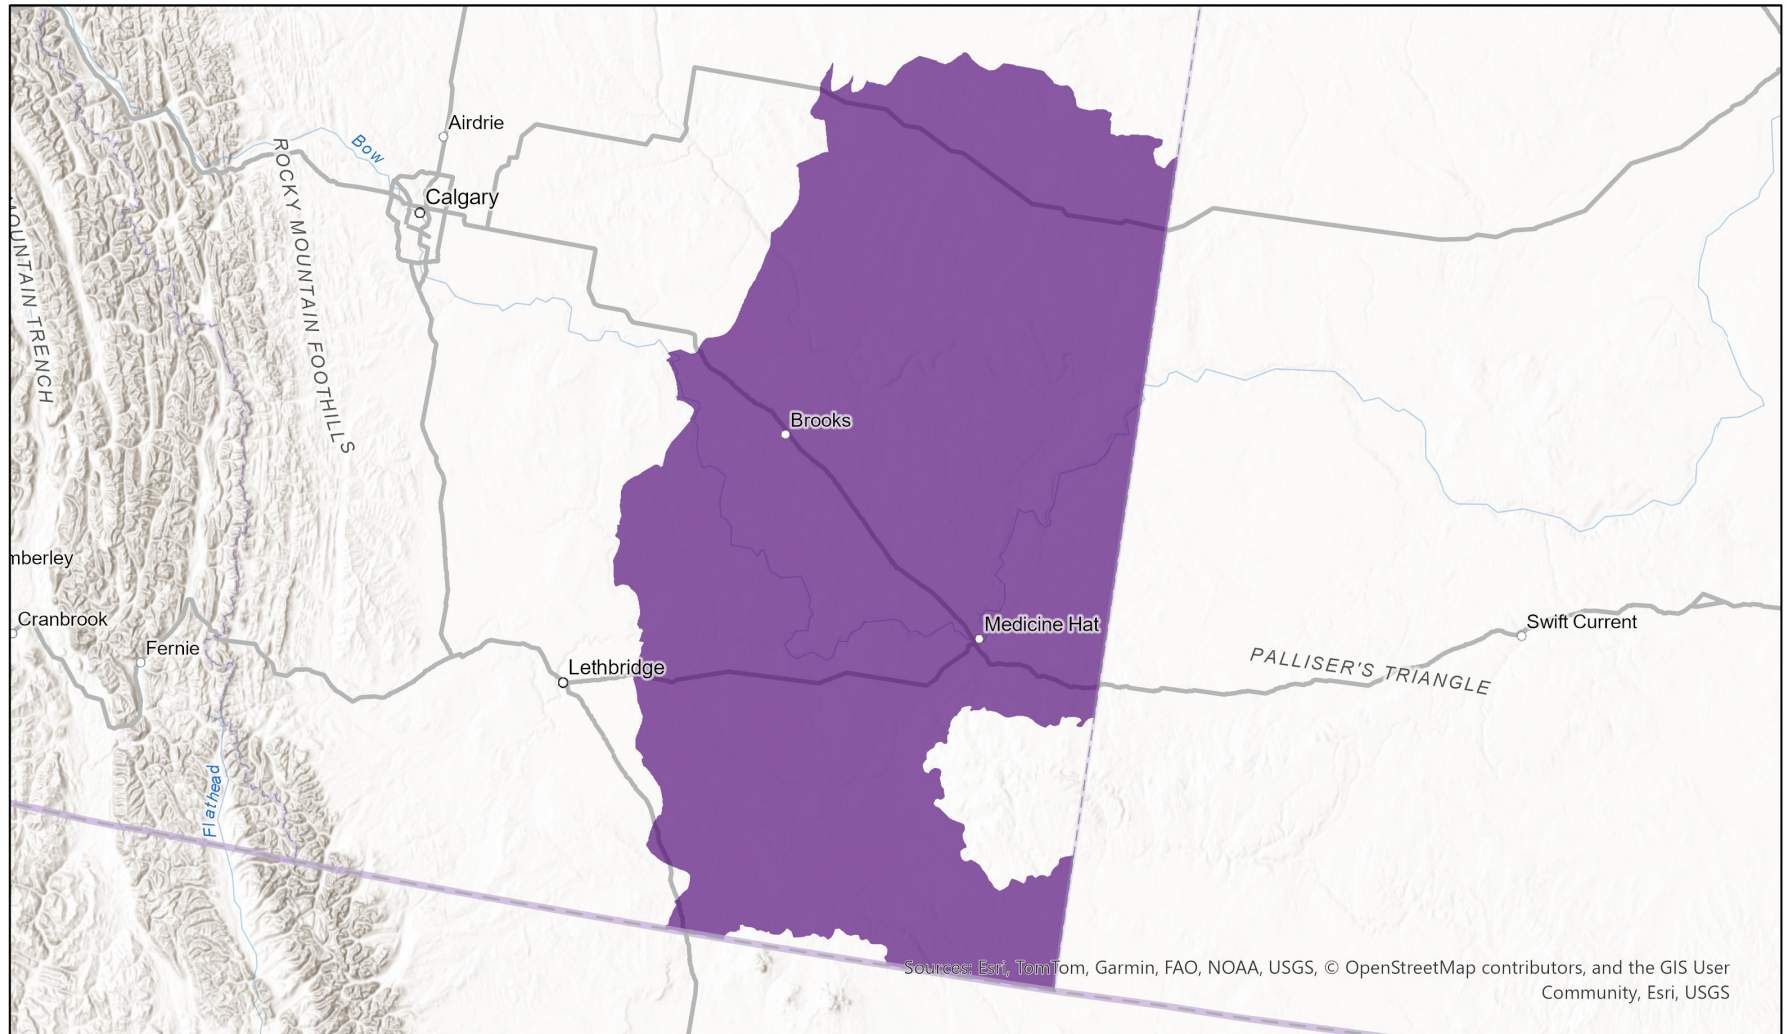 Airdrie
Bow
Calgary
ROCKY MOUNTAIN FOOTHILLS
MOUNTAIN TRENCH
Brooks
mberley
Cranbrook
Fernie
Medicine Hat
Swift Current
Lethbridge
PALLISER'S TRIANGLE
Flathead
Sources: Esri, TomTom, Garmin, FAO, NOAA, USGS, © OpenStreetMap contributors, and the GIS User
Community, Esri, USGS